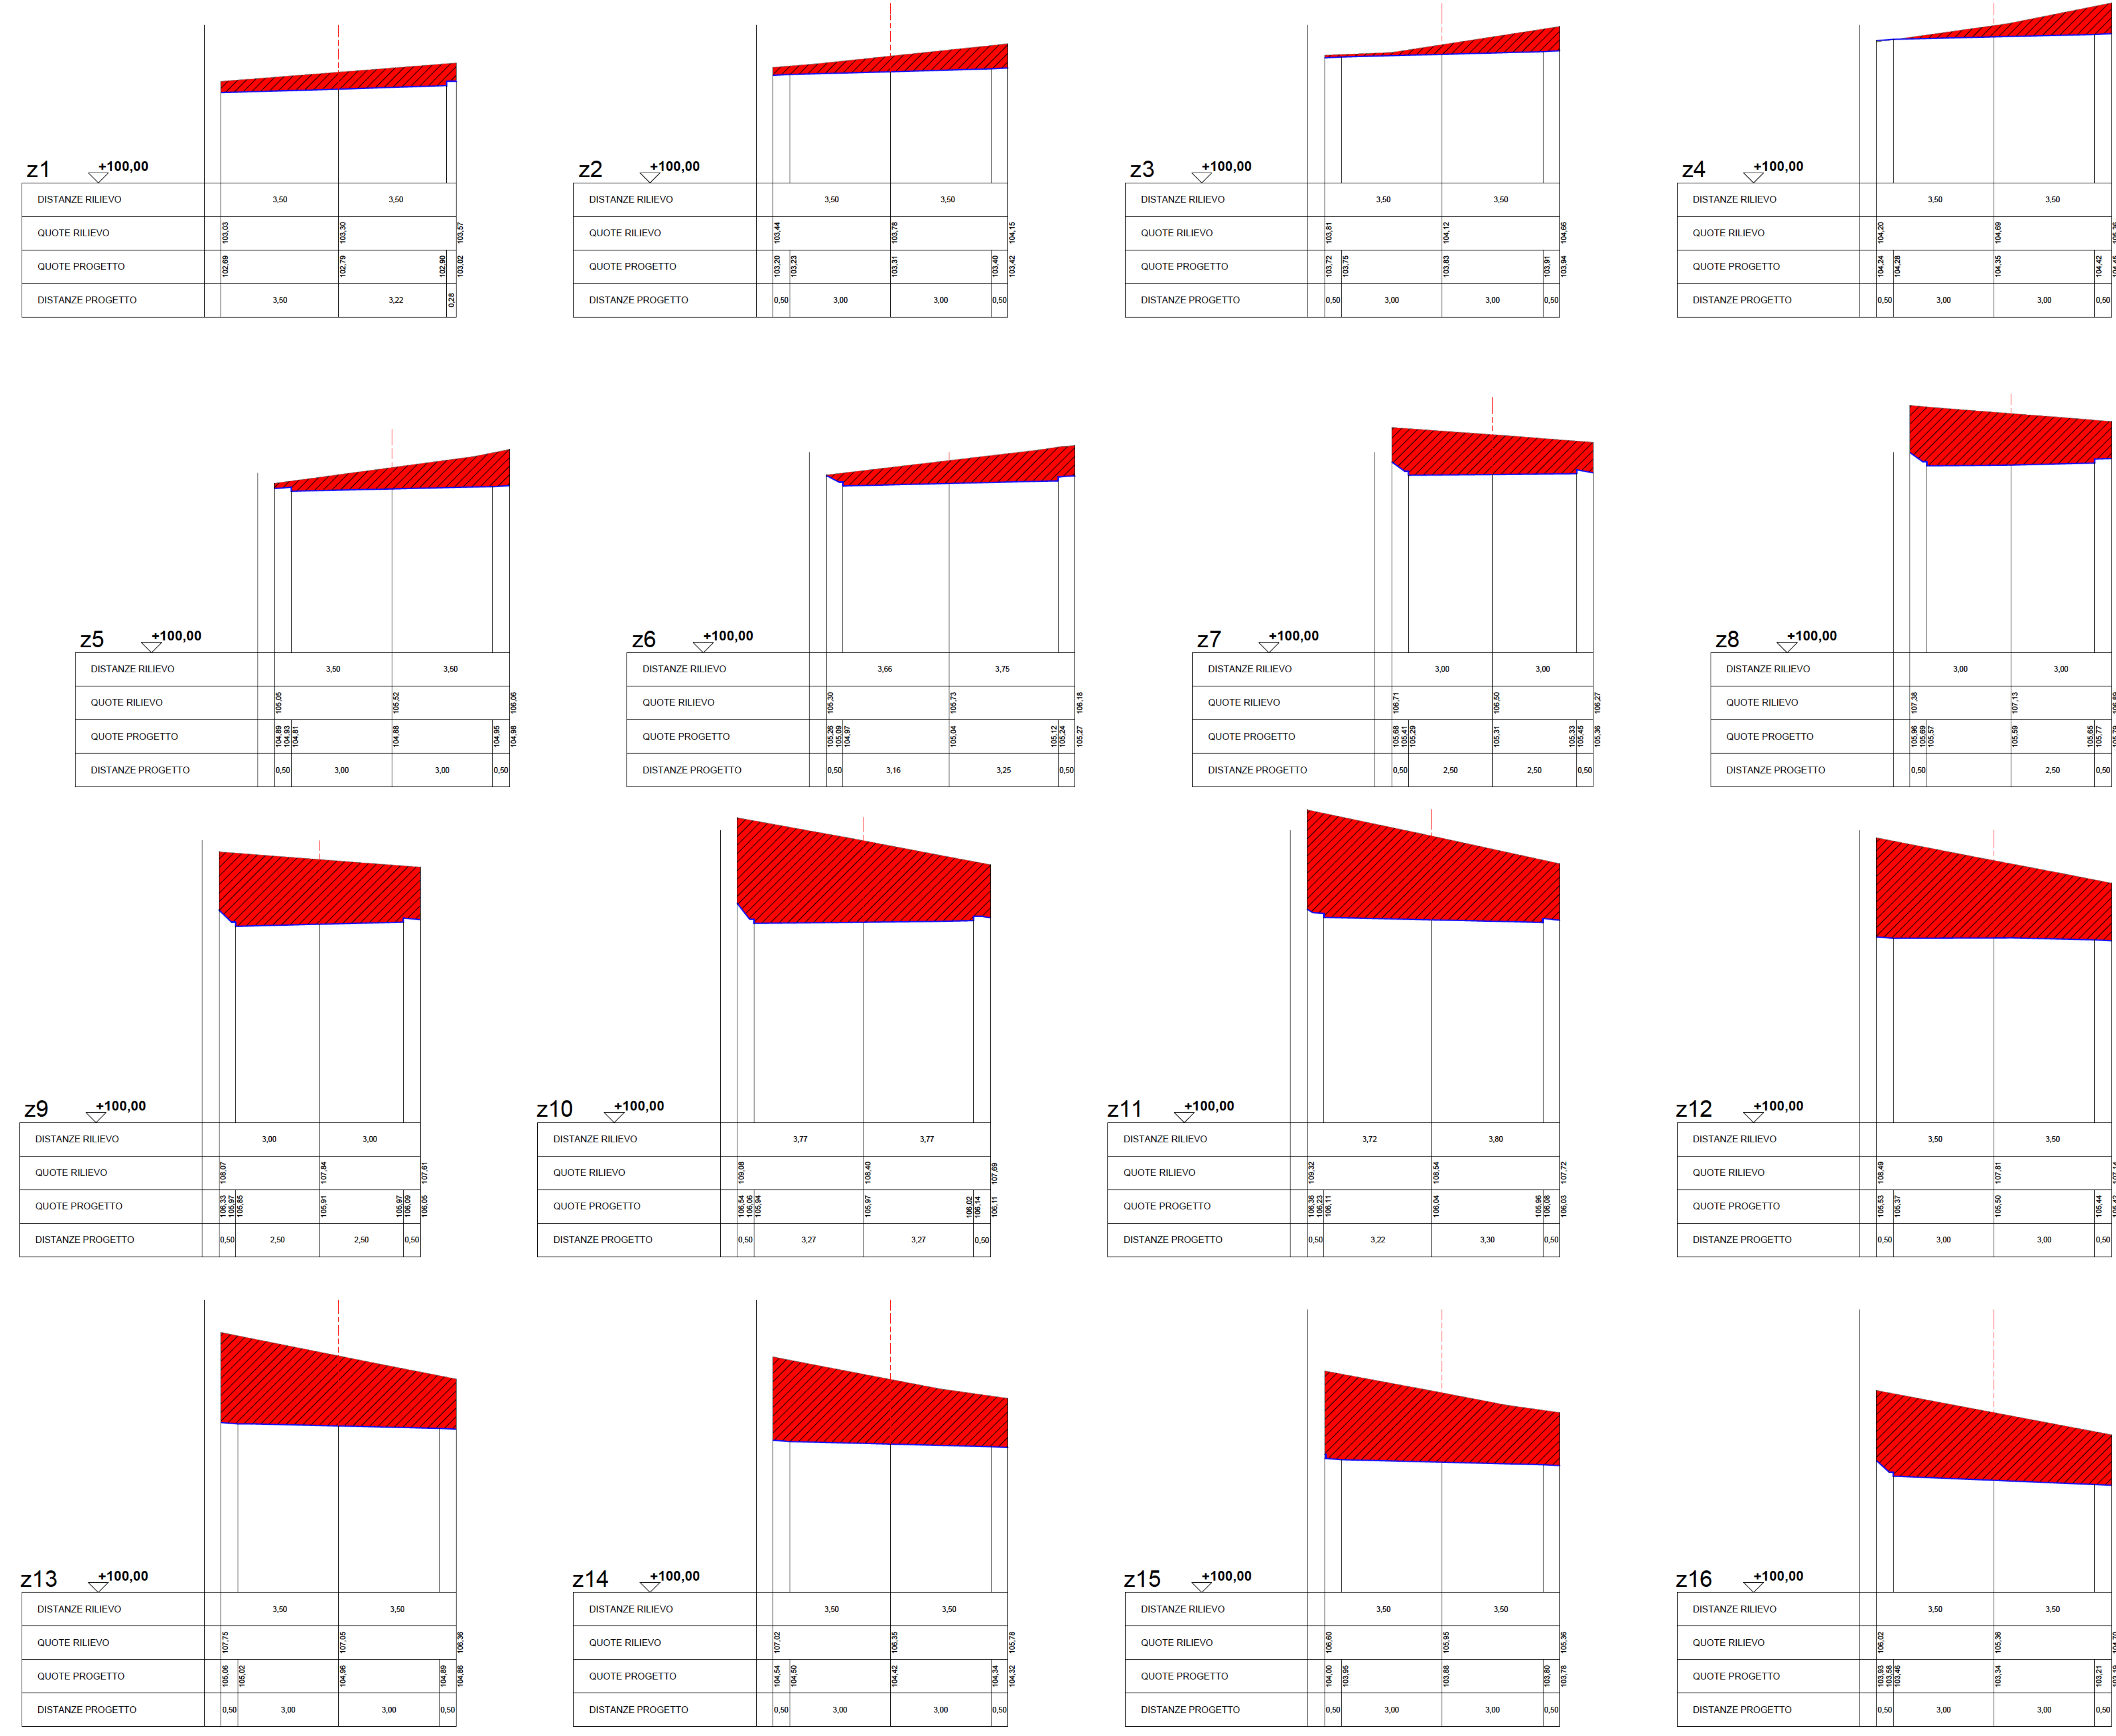 z1 +100,00
DISTANZE RILIEVO 3,50 3,50
QUOTE RILIEVO 103,03 103,30 103,57
QUOTE PROGETTO 102,69 102,79 102,90 103,02
DISTANZE PROGETTO 3,50 3,22 0,28
z2 +100,00
DISTANZE RILIEVO 3,50 3,50
QUOTE RILIEVO 103,44 103,78 104,15
QUOTE PROGETTO 103,20 103,23 103,31 103,40 103,42
DISTANZE PROGETTO 0,50 3,00 3,00 0,50
z3 +100,00
DISTANZE RILIEVO 3,50 3,50
QUOTE RILIEVO 103,81 104,12 104,66
QUOTE PROGETTO 103,72 103,75 103,83 103,91 103,94
DISTANZE PROGETTO 0,50 3,00 3,00 0,50
z4 +100,00
DISTANZE RILIEVO 3,50 3,50
QUOTE RILIEVO 104,20 104,69
QUOTE PROGETTO 104,24 104,28 104,35 104,42
DISTANZE PROGETTO 0,50 3,00 3,00 0,50
z5 +100,00
DISTANZE RILIEVO 3,50 3,50
QUOTE RILIEVO 105,05 105,52 106,06
QUOTE PROGETTO 104,89 104,93 104,81 104,88 104,95 104,98
DISTANZE PROGETTO 0,50 3,00 3,00 0,50
z6 +100,00
DISTANZE RILIEVO 3,66 3,75
QUOTE RILIEVO 105,30 105,73 106,18
QUOTE PROGETTO 105,26 105,09 104,97 105,04 105,12 105,24 105,27
DISTANZE PROGETTO 0,50 3,16 3,25 0,50
z7 +100,00
DISTANZE RILIEVO 3,00 3,00
QUOTE RILIEVO 106,71 106,50 106,27
QUOTE PROGETTO 105,68 105,41 105,29 105,31 105,33 105,45 105,36
DISTANZE PROGETTO 0,50 2,50 2,50 0,50
z8 +100,00
DISTANZE RILIEVO 3,00 3,00
QUOTE RILIEVO 107,38 107,13
QUOTE PROGETTO 105,96 105,69 105,57 105,59 105,65 105,77
DISTANZE PROGETTO 0,50 2,50 0,50
z9 +100,00
DISTANZE RILIEVO 3,00 3,00
QUOTE RILIEVO 108,07 107,84 107,61
QUOTE PROGETTO 106,33 105,97 105,85 105,91 105,97 106,09 106,05
DISTANZE PROGETTO 0,50 2,50 2,50 0,50
z10 +100,00
DISTANZE RILIEVO 3,77 3,77
QUOTE RILIEVO 109,08 108,40 107,69
QUOTE PROGETTO 106,54 106,06 105,94 105,97 106,02 106,14 106,11
DISTANZE PROGETTO 0,50 3,27 3,27 0,50
z11 +100,00
DISTANZE RILIEVO 3,72 3,80
QUOTE RILIEVO 109,32 108,54 107,72
QUOTE PROGETTO 106,36 106,23 106,11 106,04 105,96 106,08 106,03
DISTANZE PROGETTO 0,50 3,22 3,30 0,50
z12 +100,00
DISTANZE RILIEVO 3,50 3,50
QUOTE RILIEVO 108,49 107,81
QUOTE PROGETTO 105,53 105,37 105,50 105,44
DISTANZE PROGETTO 0,50 3,00 3,00 0,50
z13 +100,00
DISTANZE RILIEVO 3,50 3,50
QUOTE RILIEVO 107,75 107,05 106,36
QUOTE PROGETTO 105,06 105,02 104,96 104,89 104,86
DISTANZE PROGETTO 0,50 3,00 3,00 0,50
z14 +100,00
DISTANZE RILIEVO 3,50 3,50
QUOTE RILIEVO 107,02 106,35 105,78
QUOTE PROGETTO 104,54 104,50 104,42 104,34 104,32
DISTANZE PROGETTO 0,50 3,00 3,00 0,50
z15 +100,00
DISTANZE RILIEVO 3,50 3,50
QUOTE RILIEVO 106,60 105,95 105,36
QUOTE PROGETTO 104,00 103,95 103,88 103,80 103,78
DISTANZE PROGETTO 0,50 3,00 3,00 0,50
z16 +100,00
DISTANZE RILIEVO 3,50 3,50
QUOTE RILIEVO 106,02 105,36
QUOTE PROGETTO 103,93 103,58 103,46 103,34 103,21
DISTANZE PROGETTO 0,50 3,00 3,00 0,50